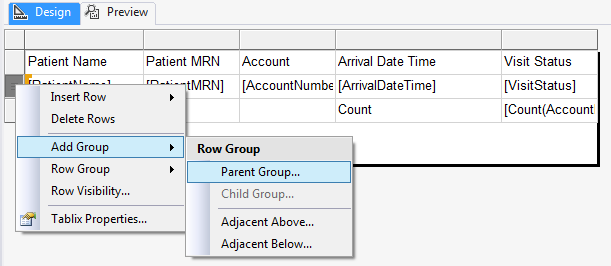 Design Preview
Patient Name Patient MRN Account Arrival Date Time Visit Status
[PatientName] [PatientMRN] [AccountNumbe [ArrivalDateTime] [VisitStatus]
Count [Count(Account
Insert Row
Delete Rows
Add Group
Row Group
Row Visibility...
Tablix Properties...
Row Group
Parent Group...
Child Group...
Adjacent Above...
Adjacent Below...